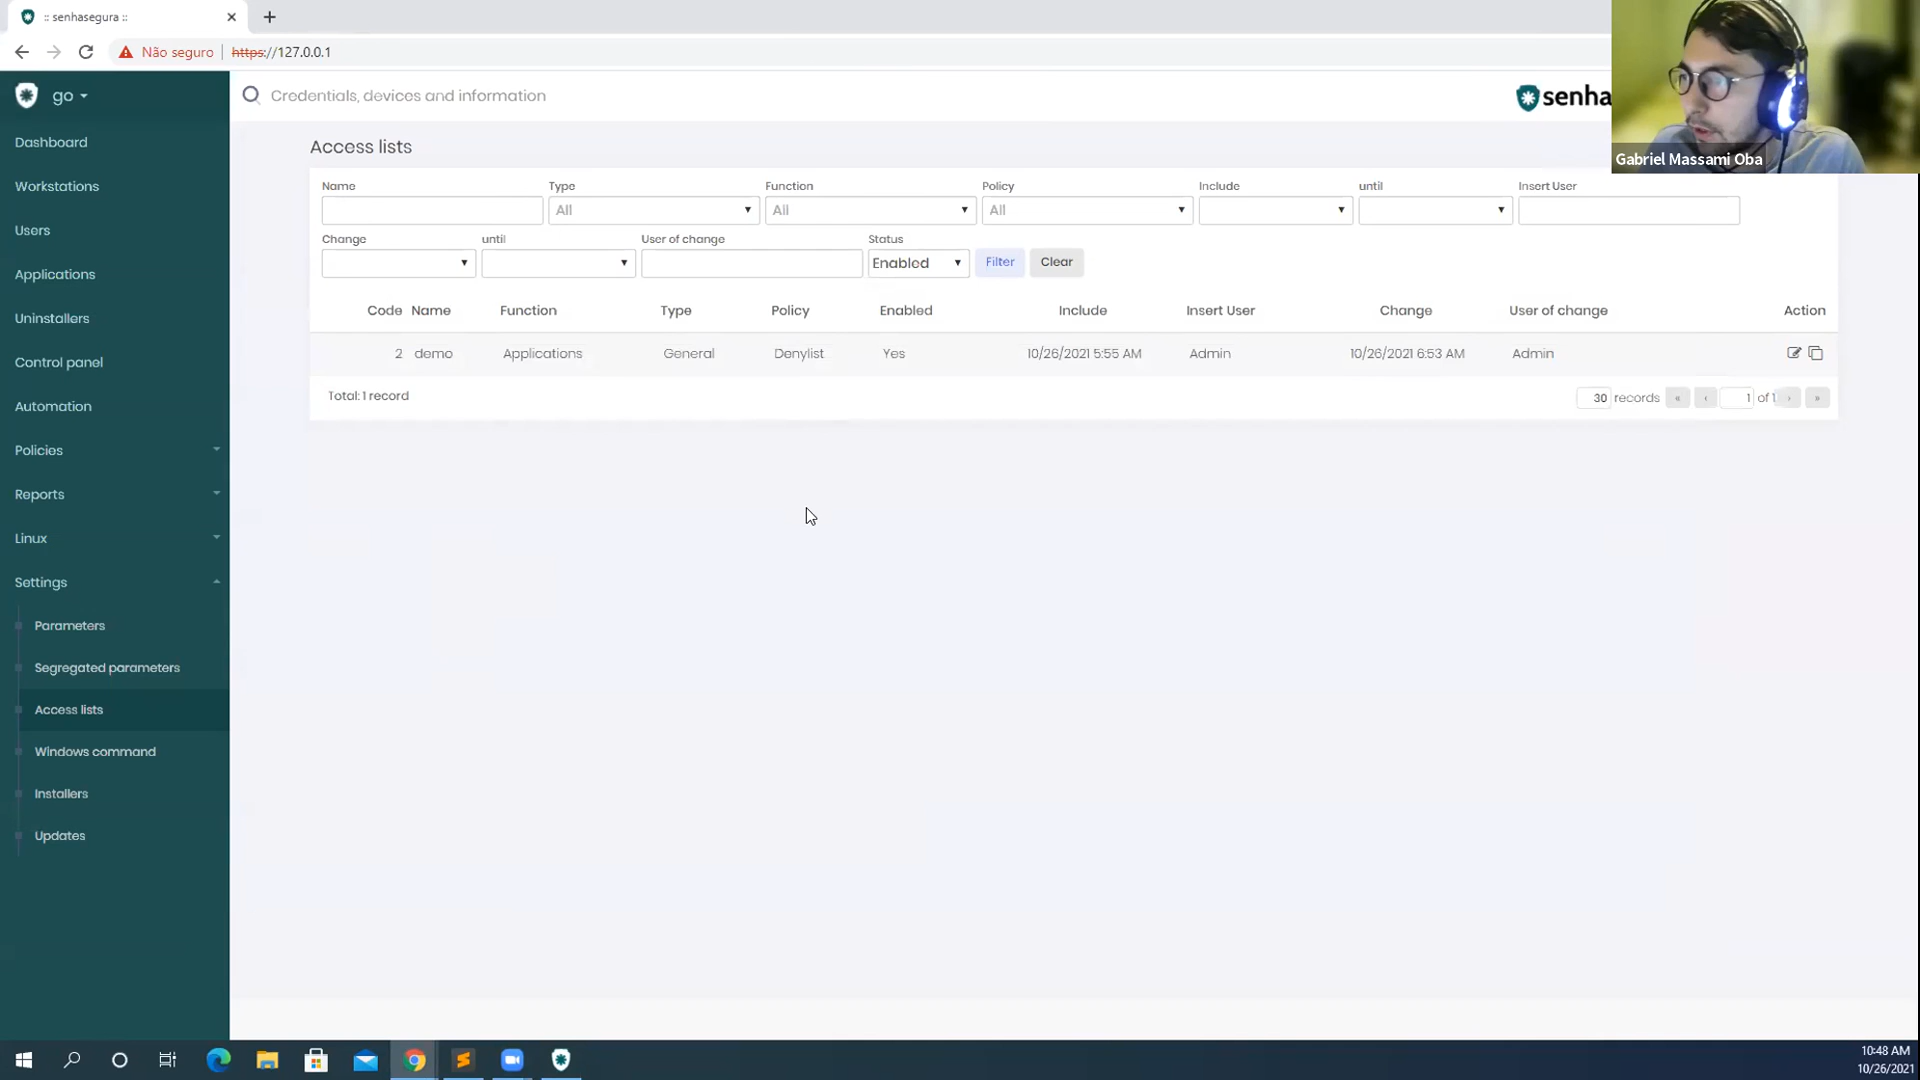 :: senhasegura ::
Não seguro https://127.0.0.1
go
Credentials, devices and information
senha
Gabriel Massami Oba
Dashboard
Workstations
Users
Applications
Uninstallers
Control panel
Automation
Policies
Reports
Linux
Settings
Parameters
Segregated parameters
Access lists
Windows command
Installers
Updates
Access lists
Name Type Function Policy Include until Insert User
All All All
Change until User of change Status
Enabled Filter Clear
Code Name Function Type Policy Enabled Include Insert User Change User of change Action
2 demo Applications General Denylist Yes 10/26/2021 5:55 AM Admin 10/26/2021 6:53 AM Admin
Total: 1 record 30 records « ‹ 1 of 1 › »
10:48 AM
10/26/2021